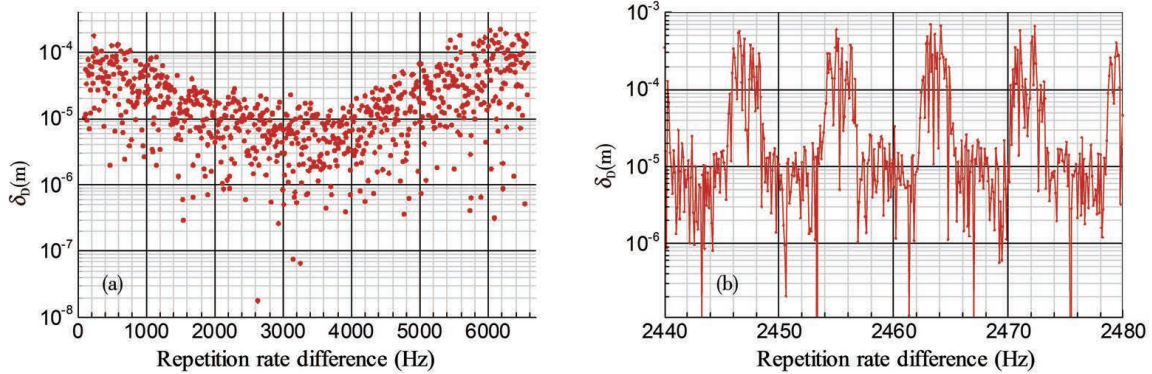 10⁻⁴
10⁻⁵
10⁻⁶
10⁻⁷
10⁻⁸
δ_D(m)
(a)
0 1000 2000 3000 4000 5000 6000
Repetition rate difference (Hz)
10⁻³
10⁻⁴
10⁻⁵
10⁻⁶
δ_D(m)
(b)
2440 2450 2460 2470 2480
Repetition rate difference (Hz)